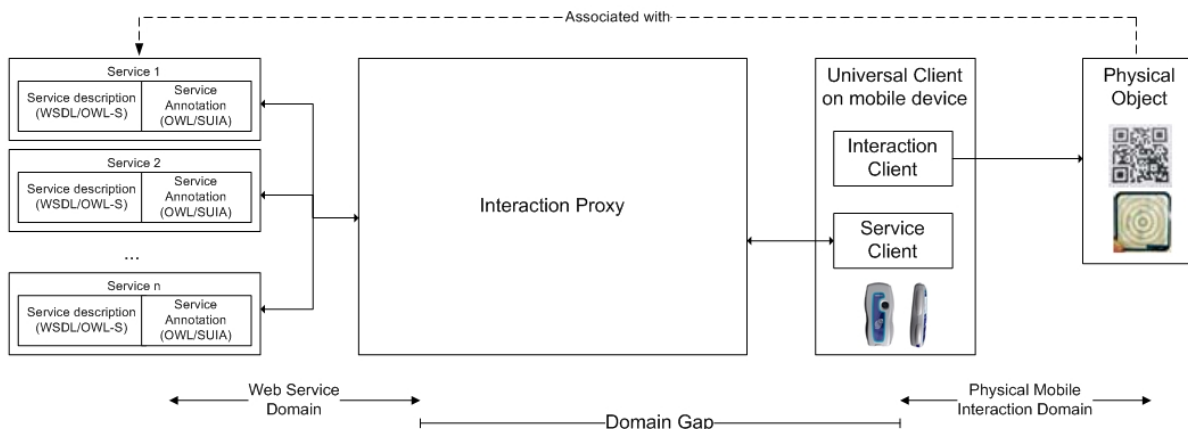 Associated with
Service 1
Service description
(WSDL/OWL-S)
Service
Annotation
(OWL/SUIA)
Service 2
Service description
(WSDL/OWL-S)
Service
Annotation
(OWL/SUIA)
...
Service n
Service description
(WSDL/OWL-S)
Service
Annotation
(OWL/SUIA)
Interaction Proxy
Universal Client
on mobile device
Interaction
Client
Service
Client
Physical
Object
Web Service
Domain
Domain Gap
Physical Mobile
Interaction Domain